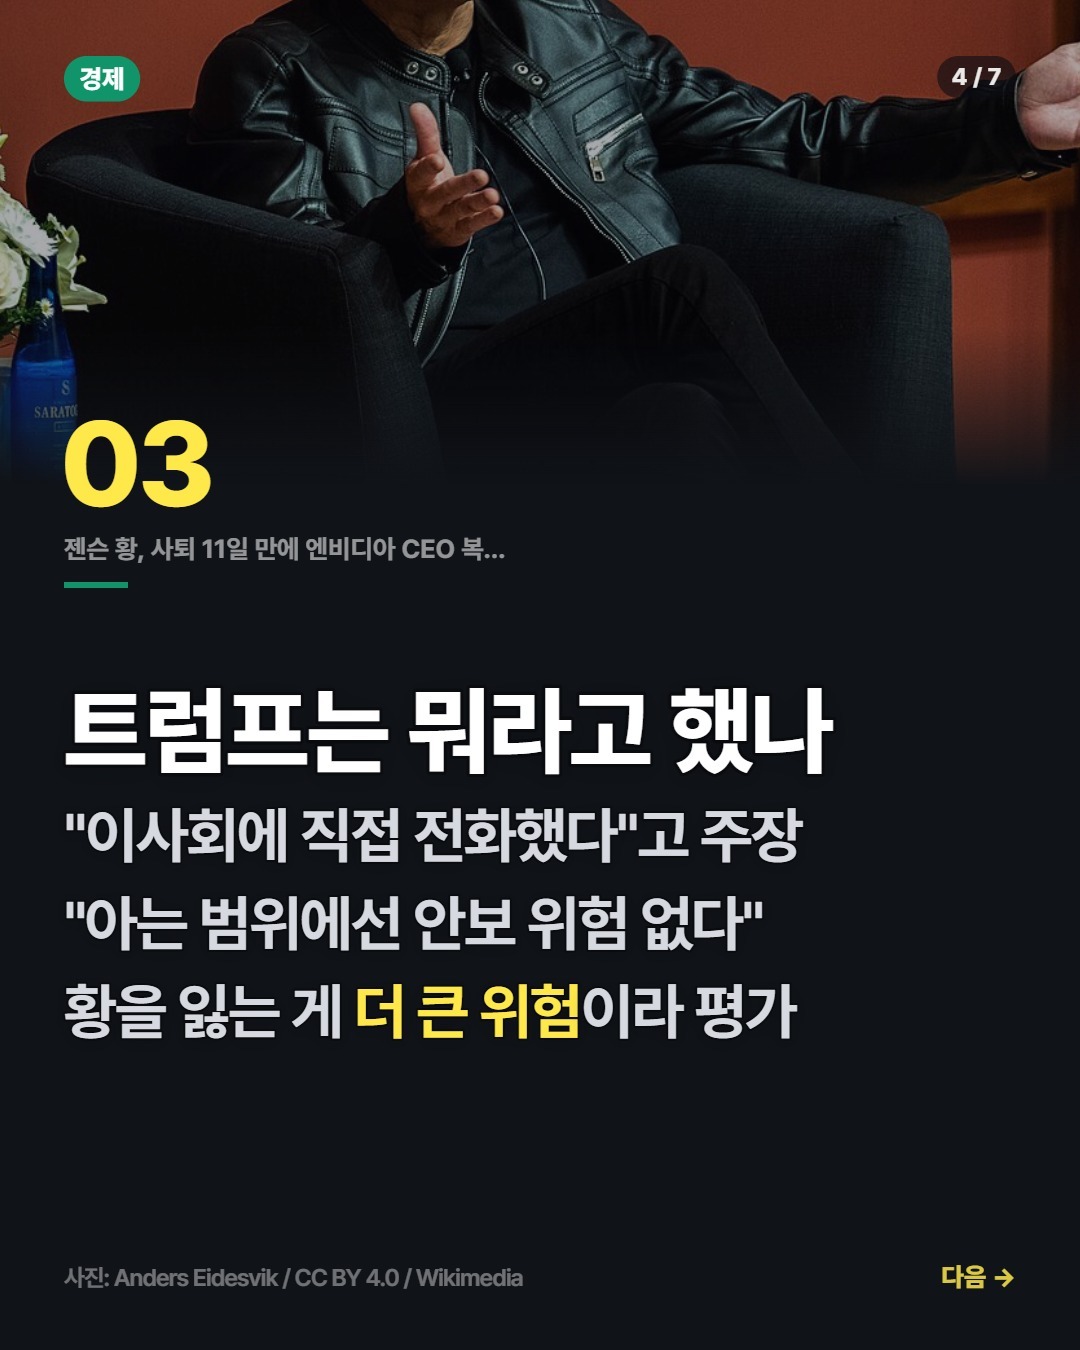 경제
4 / 7
S
03
젠슨 황, 사퇴 11일 만에 엔비디아 CEO 복...
트럼프는 뭐라고 했나
"이사회에 직접 전화했다"고 주장
"아는 범위에선 안보 위험 없다"
황을 잃는 게 더 큰 위험이라 평가
사진: Anders Eidesvik / CC BY 4.0 / Wikimedia
다음 →